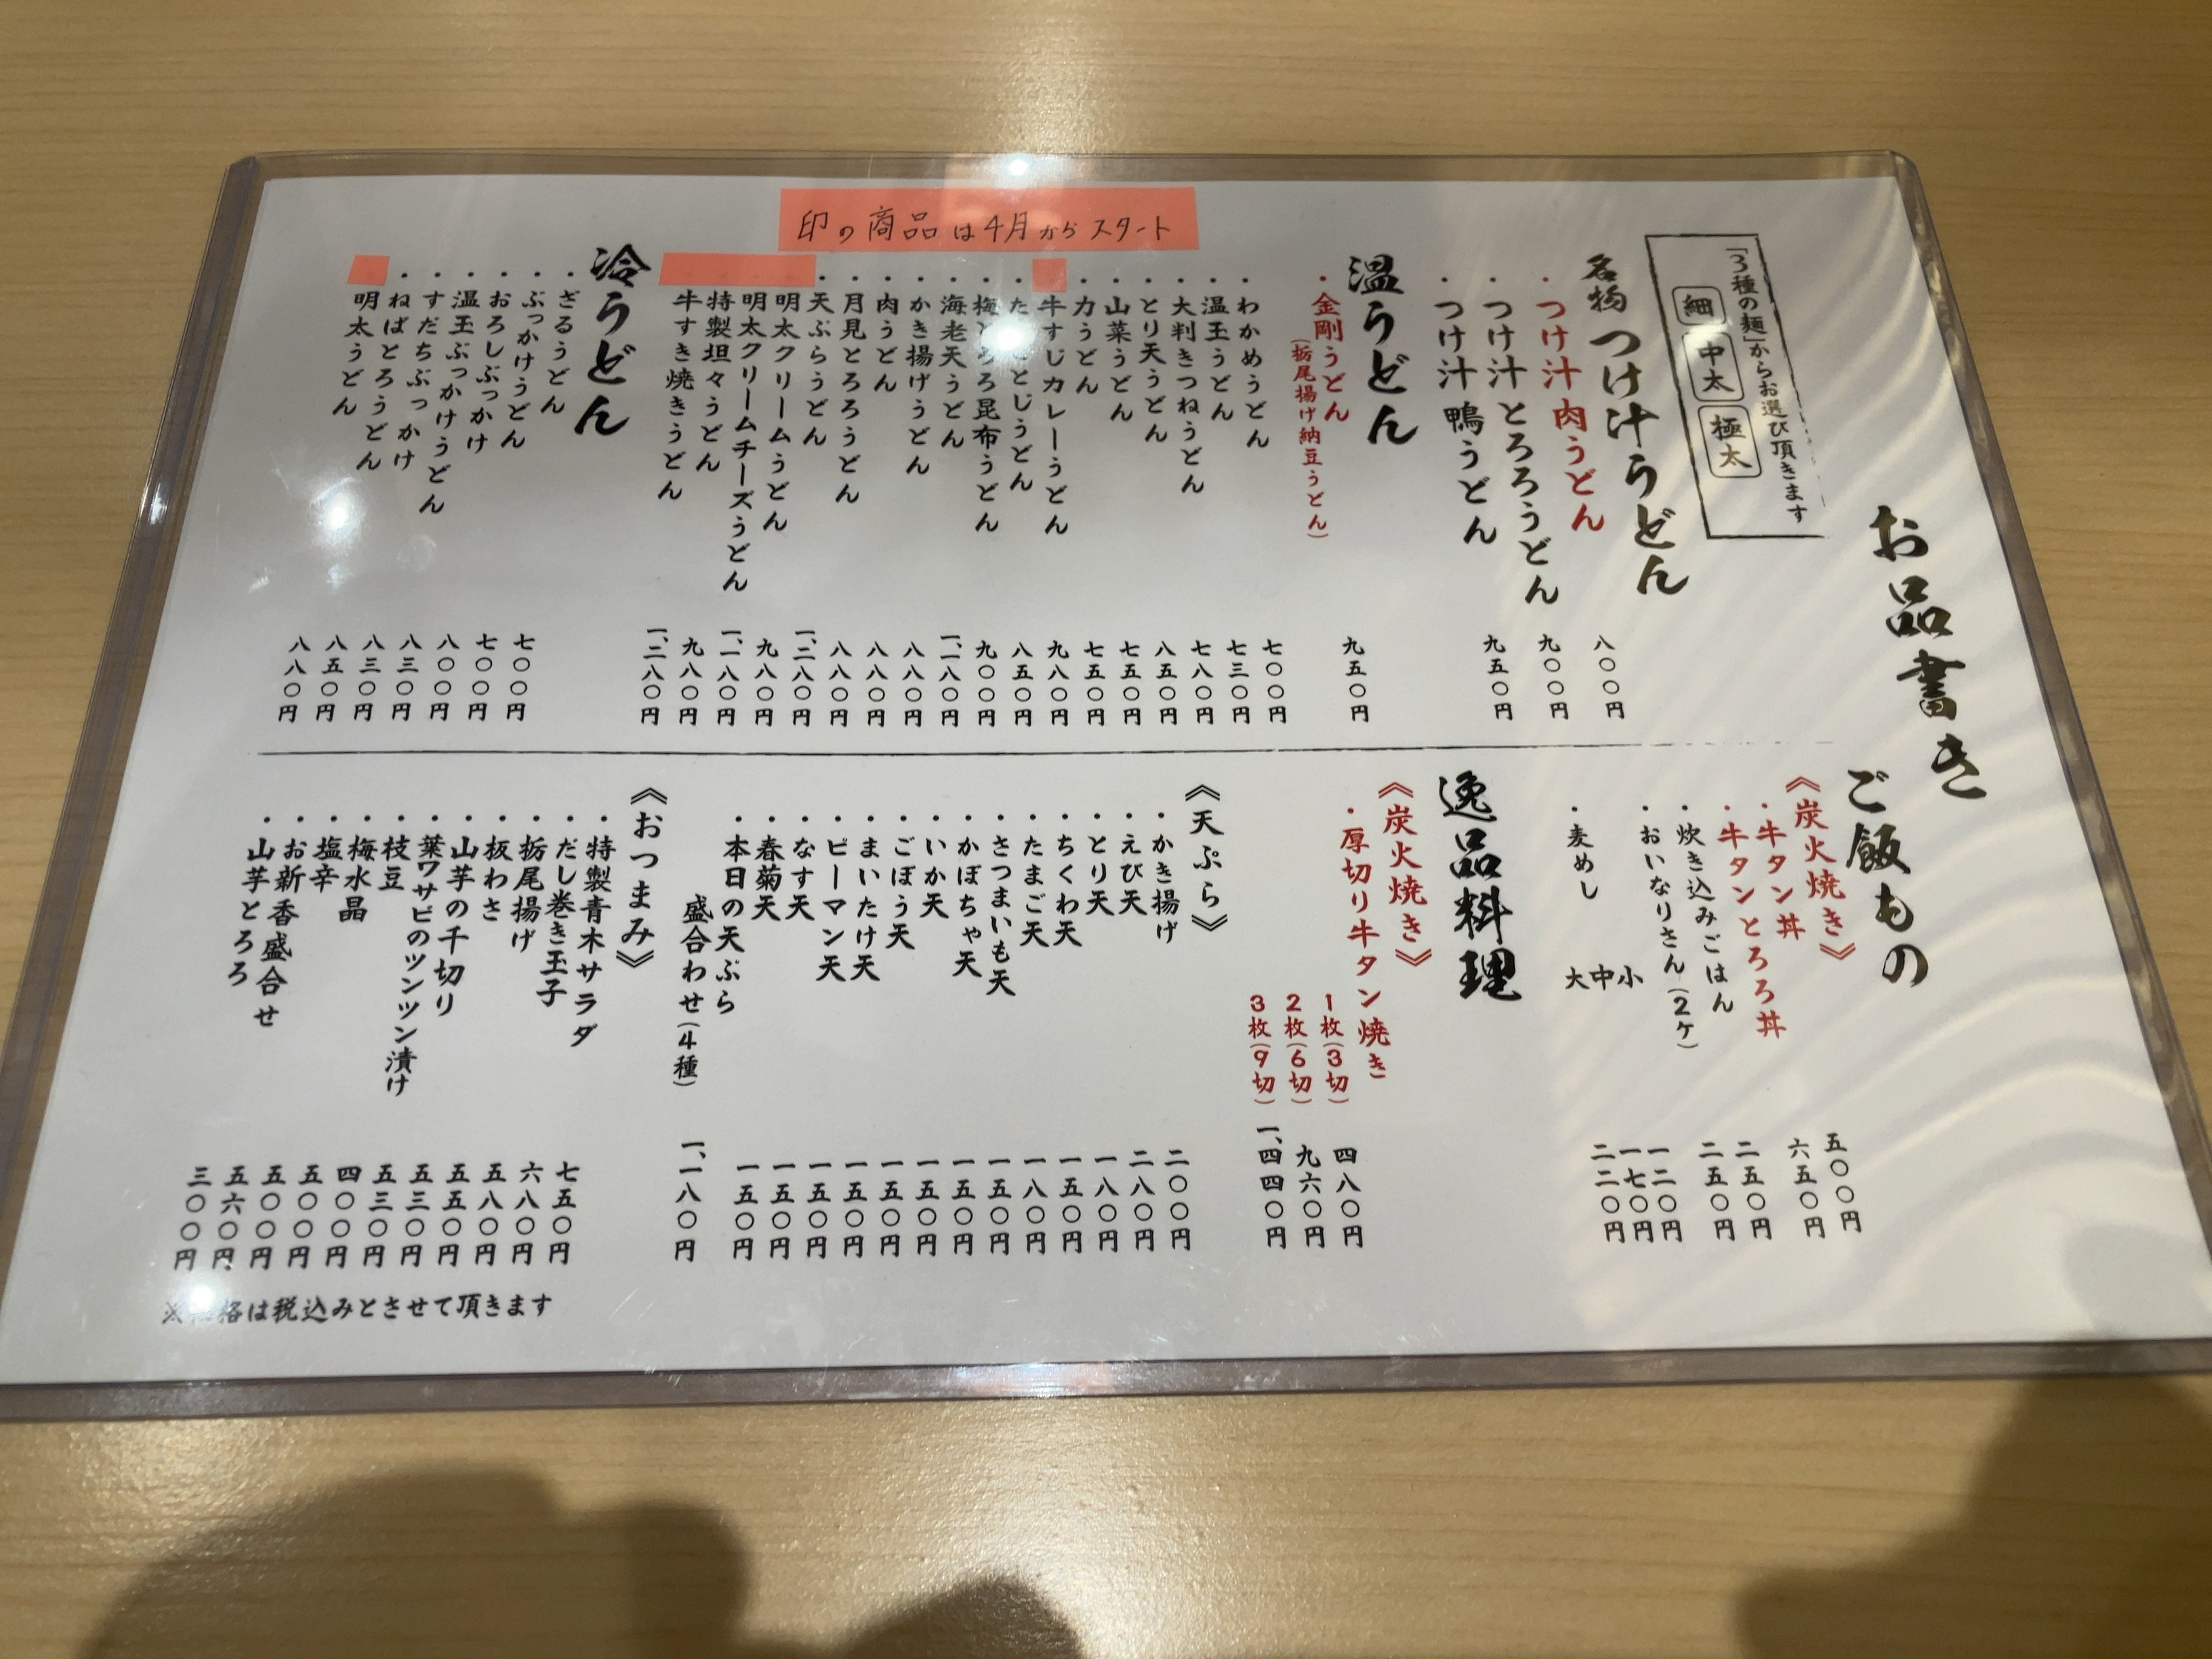 お品書き
「3種の麺」からお選び頂きます
細 中太 極太
名物 つけ汁うどん
・つけ汁 肉うどん 八〇〇円
・つけ汁 とろろうどん 九〇〇円
・つけ汁 鴨うどん 九五〇円
温うどん
・金剛うどん 九五〇円
(栃尾揚げ納豆うどん)
印の商品は4月からスタート
・わかめうどん 七〇〇円
・温玉うどん 七三〇円
・大判きつねうどん 七八〇円
・とり天うどん 八五〇円
・山菜うどん 七五〇円
・力うどん 七五〇円
牛すじカレーうどん 九八〇円
・た とじうどん 八五〇円
・梅とろろ昆布うどん 九〇〇円
・海老天うどん 一、一八〇円
・かき揚げうどん 八八〇円
・肉うどん 八八〇円
・月見とろろうどん 八八〇円
・天ぷらうどん 一、二八〇円
明太クリームうどん 九八〇円
明太クリームチーズうどん 一、一八〇円
特製坦々うどん 九八〇円
牛すき焼きうどん 一、二八〇円
冷うどん
・ざるうどん 七〇〇円
・ぶっかけうどん 七〇〇円
・おろしぶっかけ 八〇〇円
・温玉ぶっかけうどん 八三〇円
・すだちぶっかけ 八三〇円
・ねばとろうどん 八五〇円
明太うどん 八八〇円
ご飯もの
《炭火焼き》
・牛タン丼 五〇〇円
・牛タンとろろ丼 六五〇円
・炊き込みごはん 二五〇円
・おいなりさん(2ケ) 二五〇円
・麦めし 小 一二〇円
中 一七〇円
大 二二〇円
逸品料理
《炭火焼き》
・厚切り牛タン焼き
1枚(3切) 四八〇円
2枚(6切) 九六〇円
3枚(9切) 一、四四〇円
《天ぷら》
・かき揚げ 二〇〇円
・えび天 二八〇円
・とり天 一八〇円
・ちくわ天 一五〇円
・たまご天 一八〇円
・さつまいも天 一五〇円
・かぼちゃ天 一五〇円
・いか天 一五〇円
・ごぼう天 一五〇円
・まいたけ天 一五〇円
・ピーマン天 一五〇円
・なす天 一五〇円
・春菊天 一五〇円
・本日の天ぷら
盛合わせ(4種) 一、一八〇円
《おつまみ》
・特製青木サラダ 七五〇円
・だし巻き玉子 六八〇円
・栃尾揚げ 五八〇円
・板わさ 五五〇円
・山芋の千切り 五三〇円
・葉ワサビのツンツン漬け 五三〇円
・枝豆 四〇〇円
・梅水晶 五〇〇円
・塩辛 五〇〇円
・お新香盛合せ 五六〇円
・山芋とろろ 三〇〇円
格は税込みとさせて頂きます